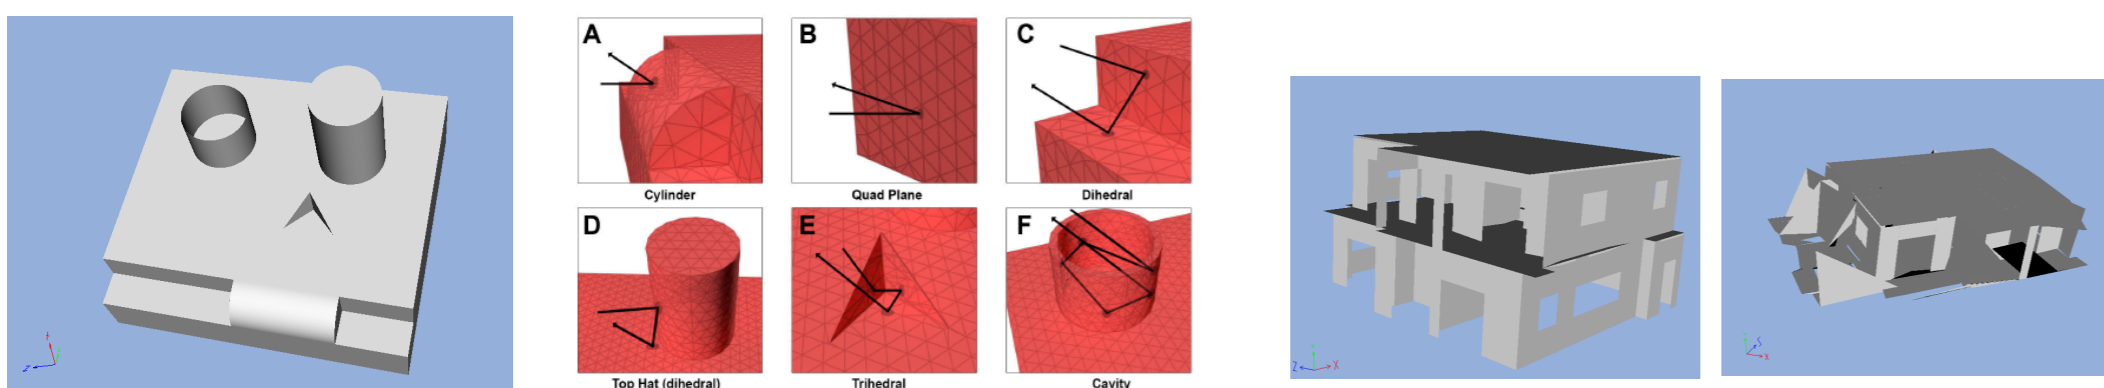 A
B
C
Cylinder
Quad Plane
Dihedral
D
E
F
Top Hat (dihedral)
Trihedral
Cavity
Z
Z
X
X